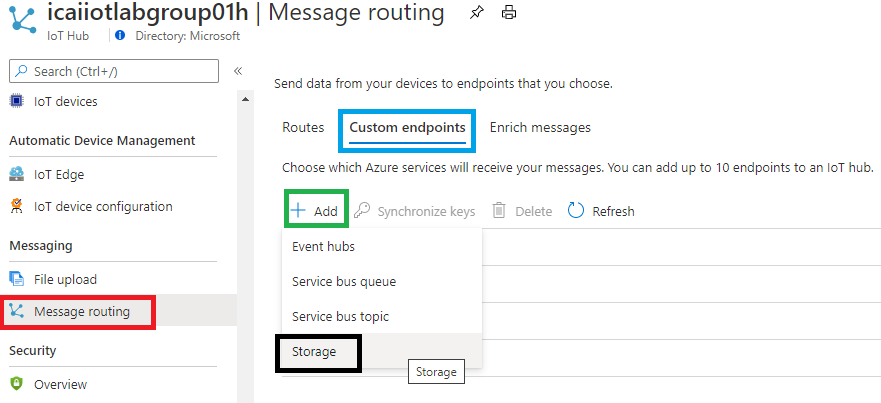 icaiiotlabgroup01h | Message routing
IoT Hub
Directory: Microsoft
Search (Ctrl+/)
«
IoT devices
Automatic Device Management
IoT Edge
IoT device configuration
Messaging
File upload
Message routing
Security
Overview
Send data from your devices to endpoints that you choose.
Routes Custom endpoints Enrich messages
Choose which Azure services will receive your messages. You can add up to 10 endpoints to an IoT hub.
+ Add Synchronize keys Delete Refresh
Event hubs
Service bus queue
Service bus topic
Storage
Storage